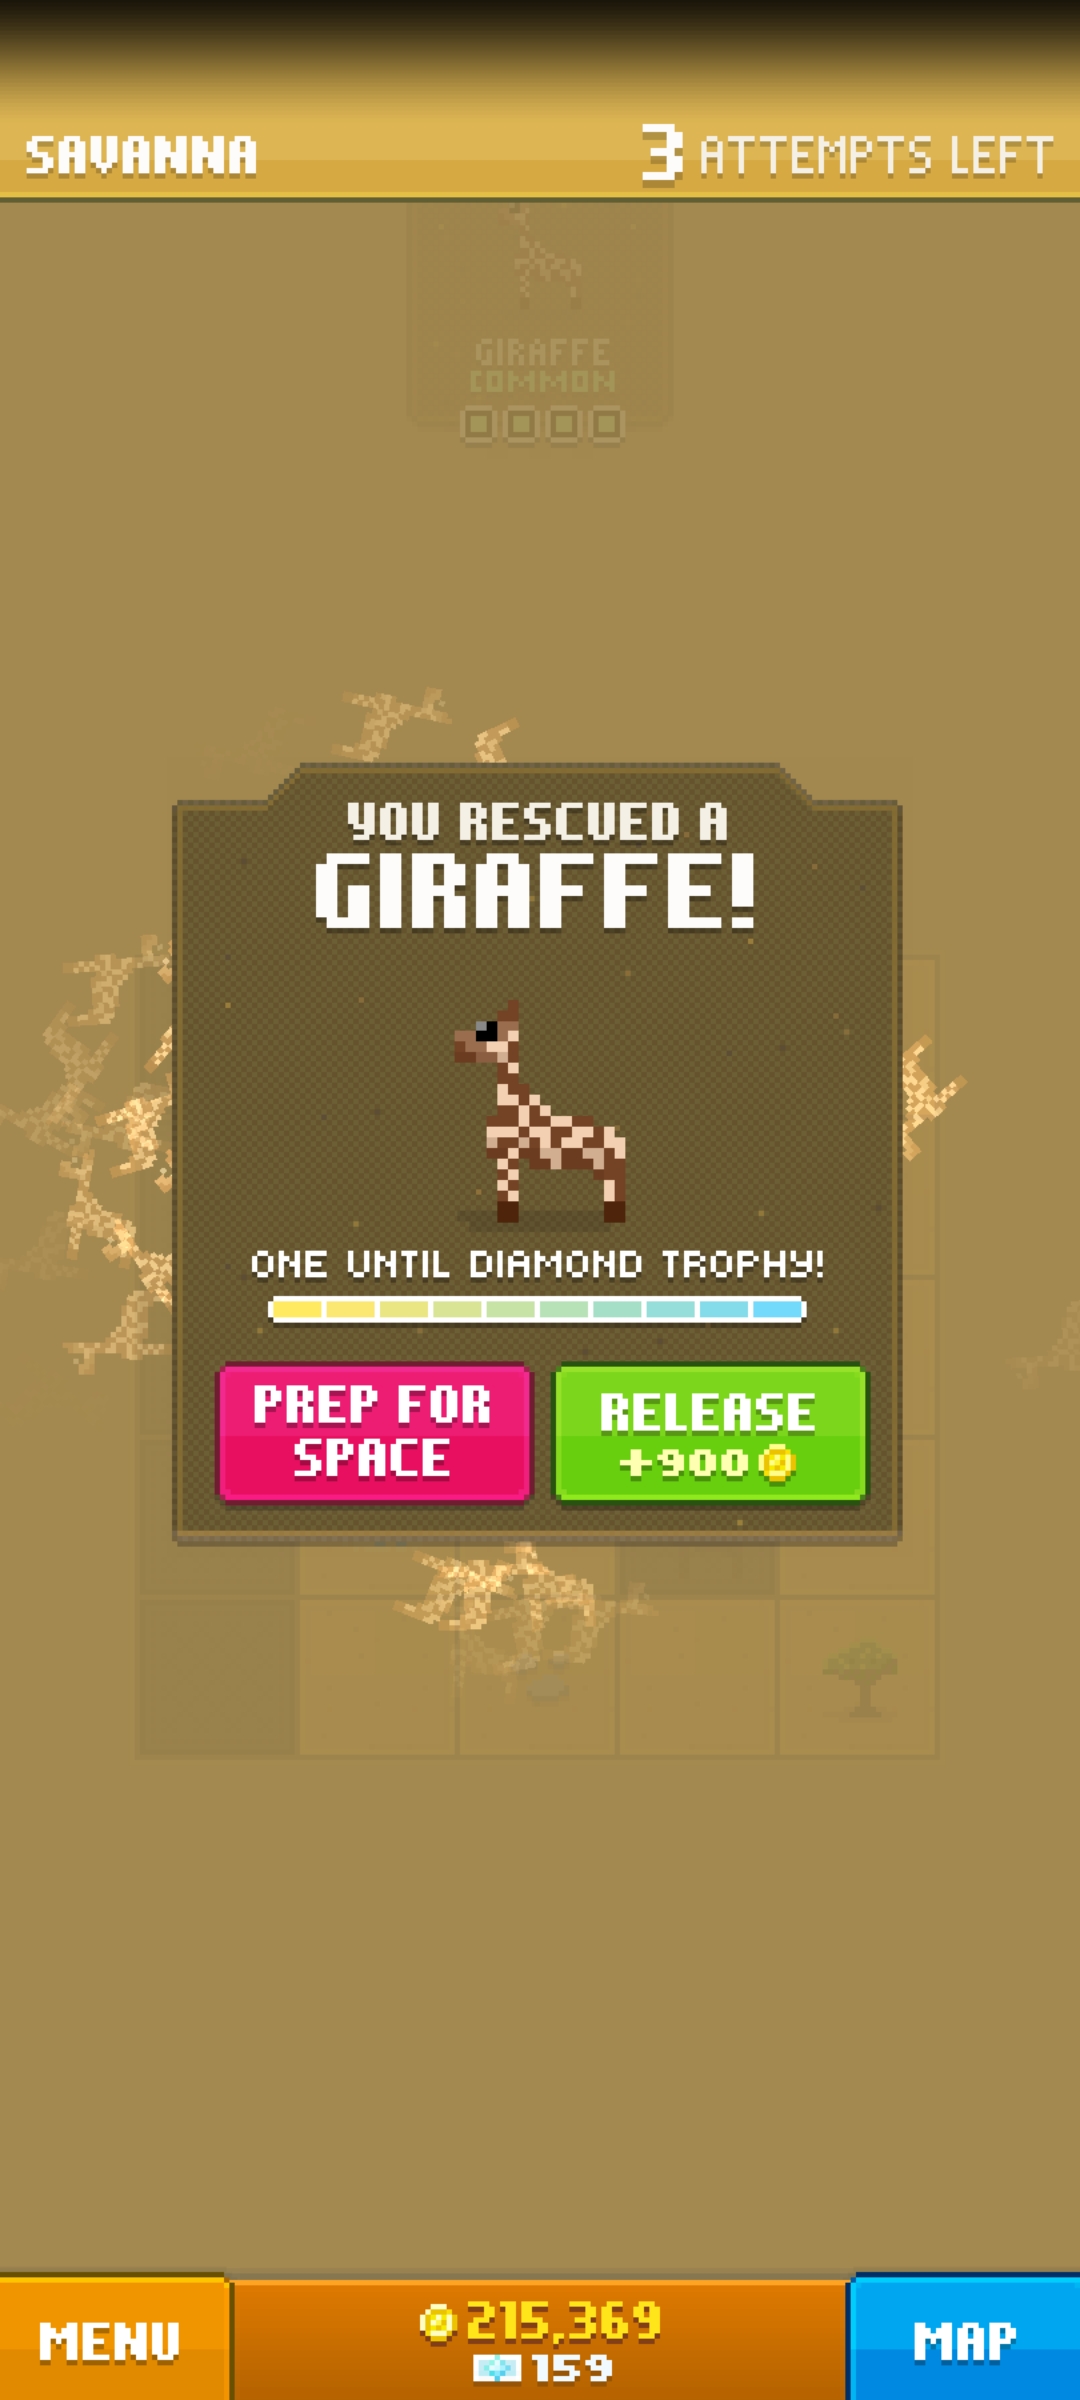 SAVANNA
3 ATTEMPTS LEFT
GIRAFFE
COMMON
YOU RESCUED A
GIRAFFE!
ONE UNTIL DIAMOND TROPHY!
PREP FOR
SPACE
RELEASE
+900
MENU
215,369
159
MAP